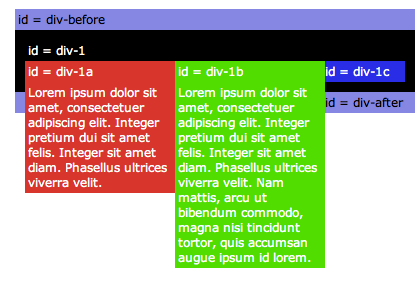 id = div-before
id = div-1
id = div-1a
Lorem ipsum dolor sit
amet, consectetuer
adipiscing elit. Integer
pretium dui sit amet
felis. Integer sit amet
diam. Phasellus ultrices
viverra velit.
id = div-1b
Lorem ipsum dolor sit
amet, consectetuer
adipiscing elit. Integer
pretium dui sit amet
felis. Integer sit amet
diam. Phasellus ultrices
viverra velit. Nam
mattis, arcu ut
bibendum commodo,
magna nisi tincidunt
tortor, quis accumsan
augue ipsum id lorem.
id = div-1c
id = div-after